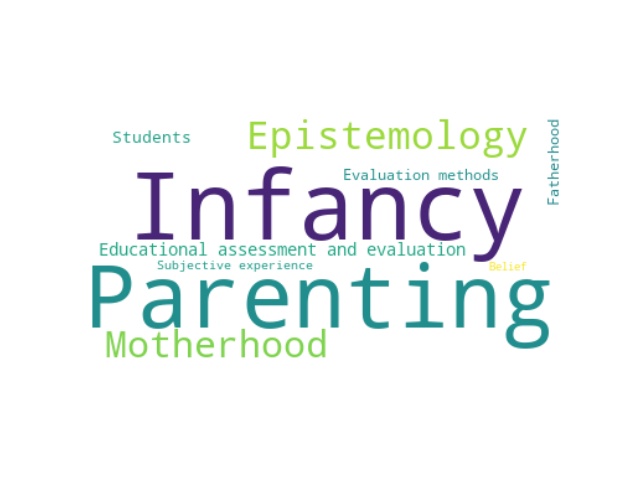 Students
Epistemology
Fatherhood
Evaluation methods
Infancy
Educational assessment and evaluation
Subjective experience
Belief
Parenting
Motherhood